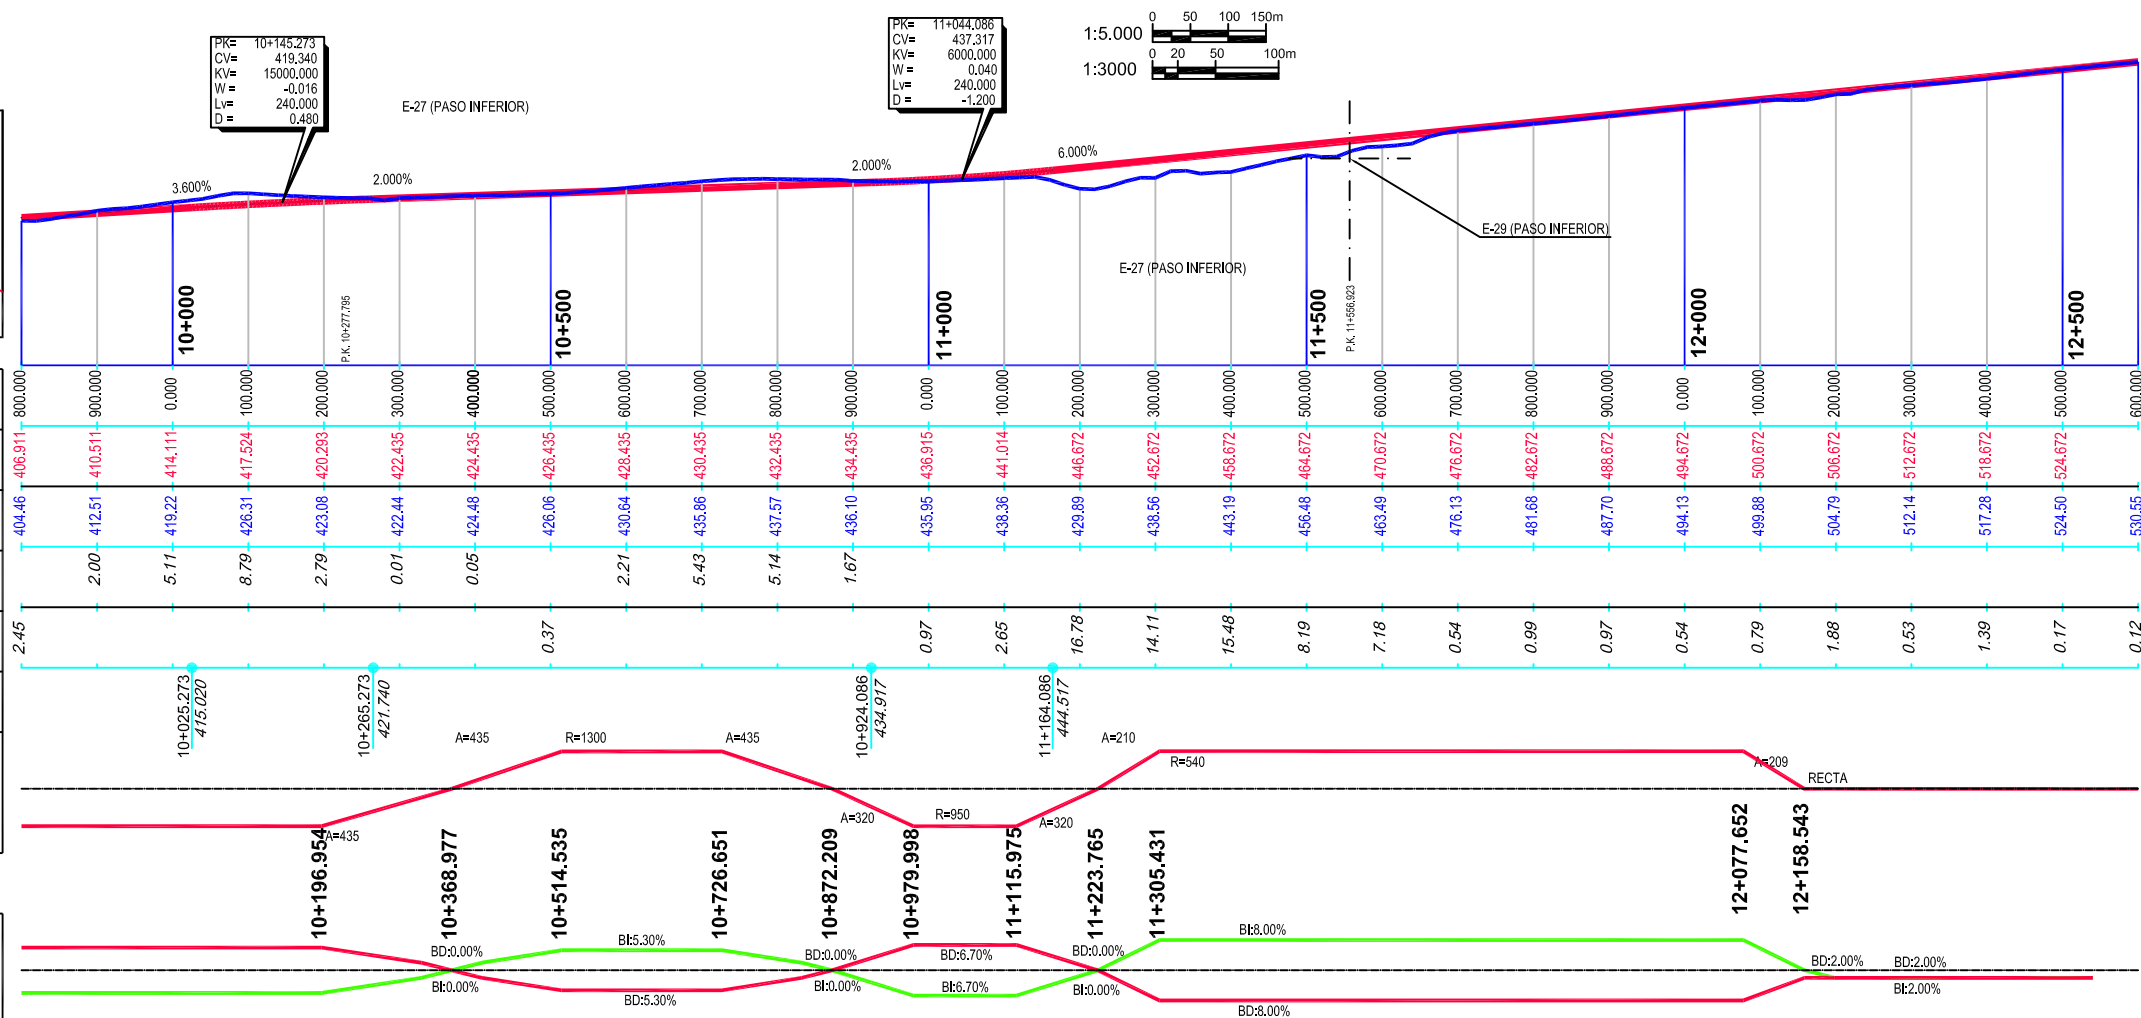 PK= 10+145.273
CV= 419.340
KV= 15000.000
W = -0.016
Lv= 240.000
D = 0.480
E-27 (PASO INFERIOR)
PK= 11+044.086
CV= 437.317
KV= 6000.000
W = 0.040
Lv= 240.000
D = -1.200
1:5.000
0 50 100 150m
1:3000
0 20 50 100m
3.600%
2.000%
2.000%
6.000%
E-29 (PASO INFERIOR)
E-27 (PASO INFERIOR)
10+000
P.K. 10+277.795
10+500
11+000
11+500
P.K. 11+556.923
12+000
12+500
800.000 900.000 0.000 100.000 200.000 300.000 400.000 500.000 600.000 700.000 800.000 900.000 0.000 100.000 200.000 300.000 400.000 500.000 600.000 700.000 800.000 900.000 0.000 100.000 200.000 300.000 400.000 500.000 600.000
406.911 410.511 414.111 417.524 420.293 422.435 424.435 426.435 428.435 430.435 432.435 434.435 436.915 441.014 446.672 452.672 458.672 464.672 470.672 476.672 482.672 488.672 494.672 500.672 506.672 512.672 518.672 524.672
404.46 412.51 419.22 426.31 423.08 422.44 424.48 426.06 430.64 435.86 437.57 436.10 435.95 438.36 429.89 438.56 443.19 456.48 463.49 476.13 481.68 487.70 494.13 499.88 504.79 512.14 517.28 524.50 530.55
2.00 5.11 8.79 2.79 0.01 0.05 2.21 5.43 5.14 1.67
2.45 0.37 0.97 2.65 16.78 14.11 15.48 8.19 7.18 0.54 0.99 0.97 0.54 0.79 1.88 0.53 1.39 0.17 0.12
10+025.273
415.020
10+265.273
421.740
10+924.086
434.917
11+164.086
444.517
A=435
A=435
R=1300
A=435
A=320
R=950
A=320
A=210
R=540
A=209
RECTA
10+196.954
10+368.977
10+514.535
10+726.651
10+872.209
10+979.998
11+115.975
11+223.765
11+305.431
12+077.652
12+158.543
BD:0.00%
BI:0.00%
BI:5.30%
BD:5.30%
BD:0.00%
BI:0.00%
BD:6.70%
BI:6.70%
BD:0.00%
BI:0.00%
BI:8.00%
BD:8.00%
BD:2.00%
BD:2.00%
BI:2.00%